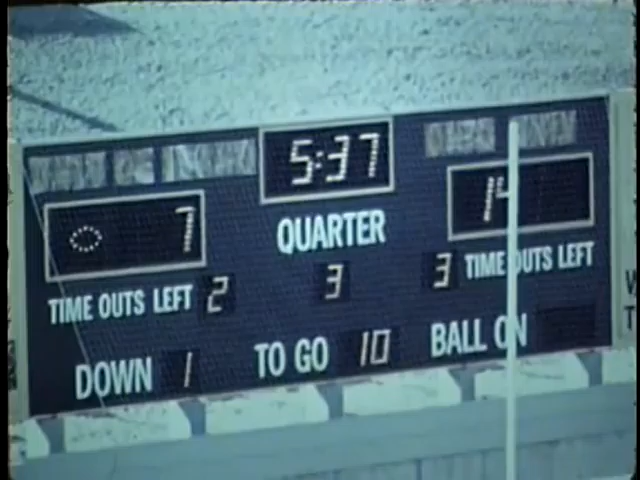 5:37
7 QUARTER 14
TIME OUTS LEFT 2 3 3 TIME OUTS LEFT
DOWN 1 TO GO 10 BALL ON